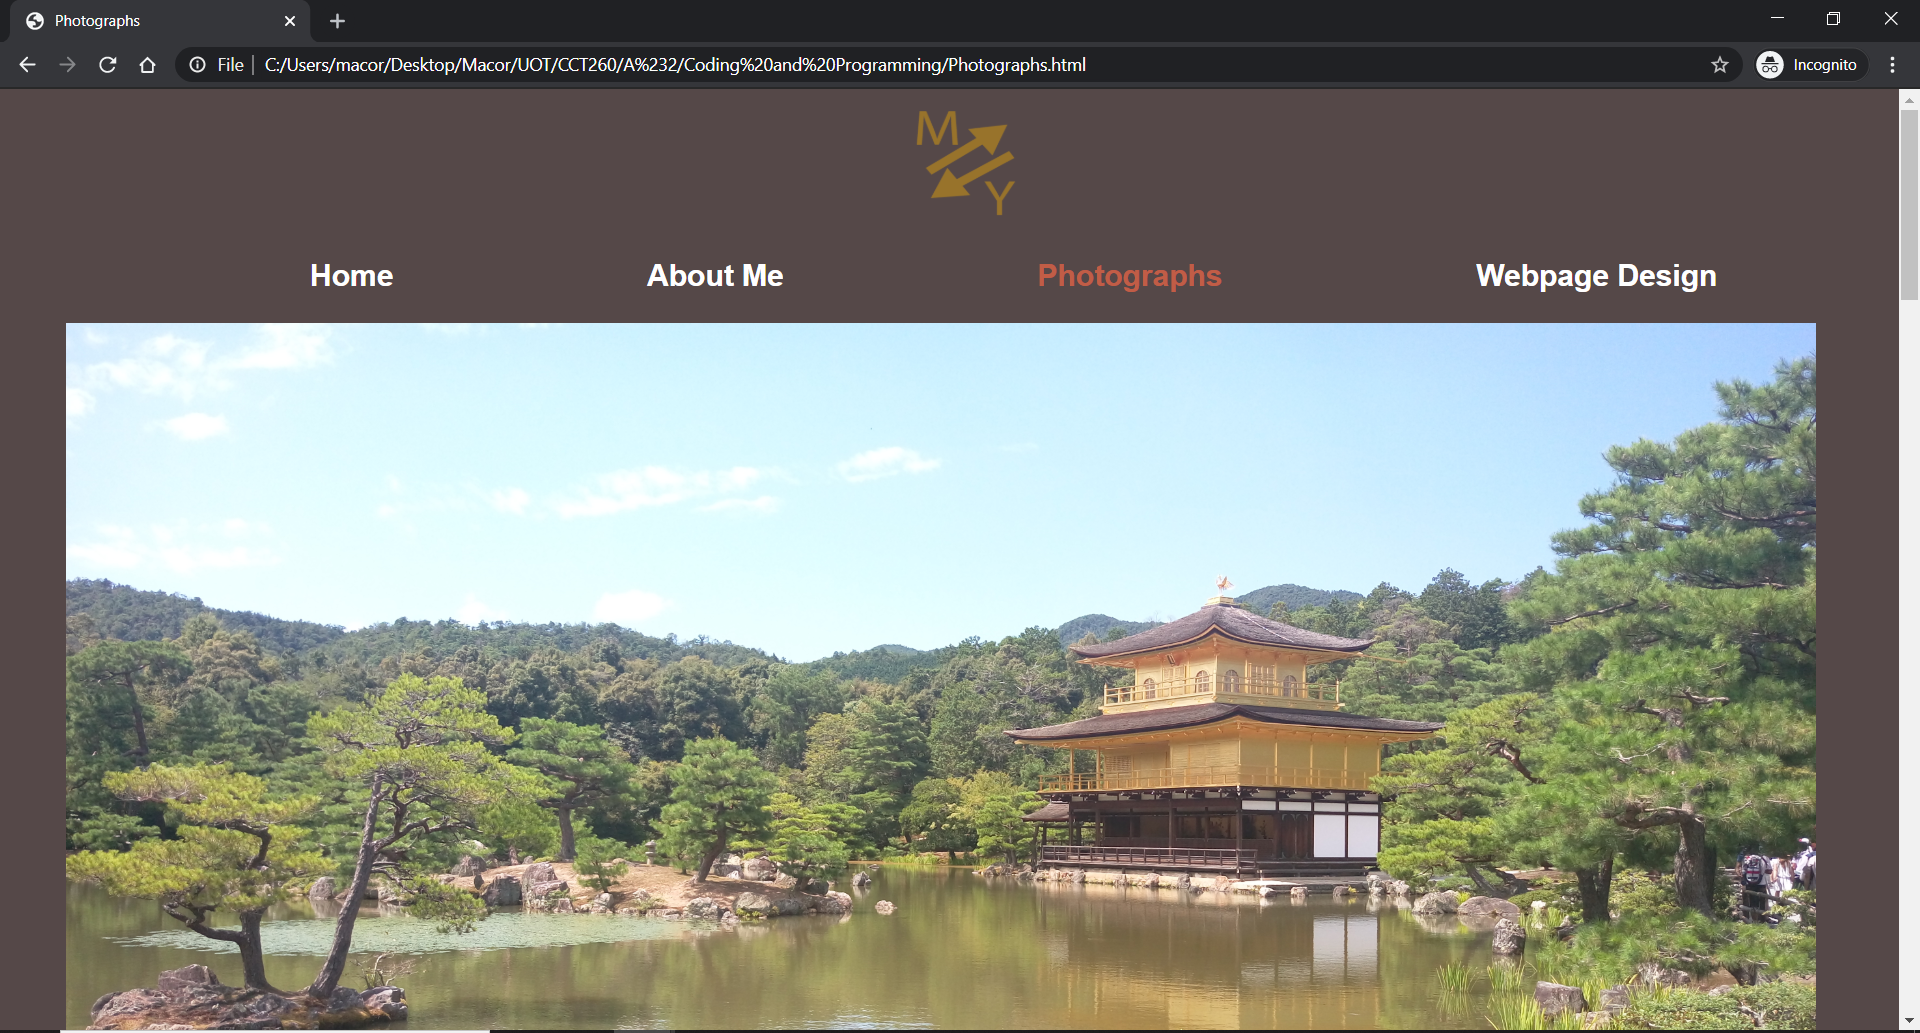 Photographs
File
C:/Users/macor/Desktop/Macor/UOT/CCT260/A%232/Coding%20and%20Programming/Photographs.html
Incognito
M
Y
Home
About Me
Photographs
Webpage Design